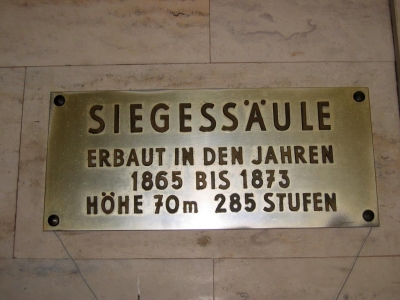 SIEGESSÄULE
ERBAUT IN DEN JAHREN
1865 BIS 1873
HÖHE 70m 285 STUFEN